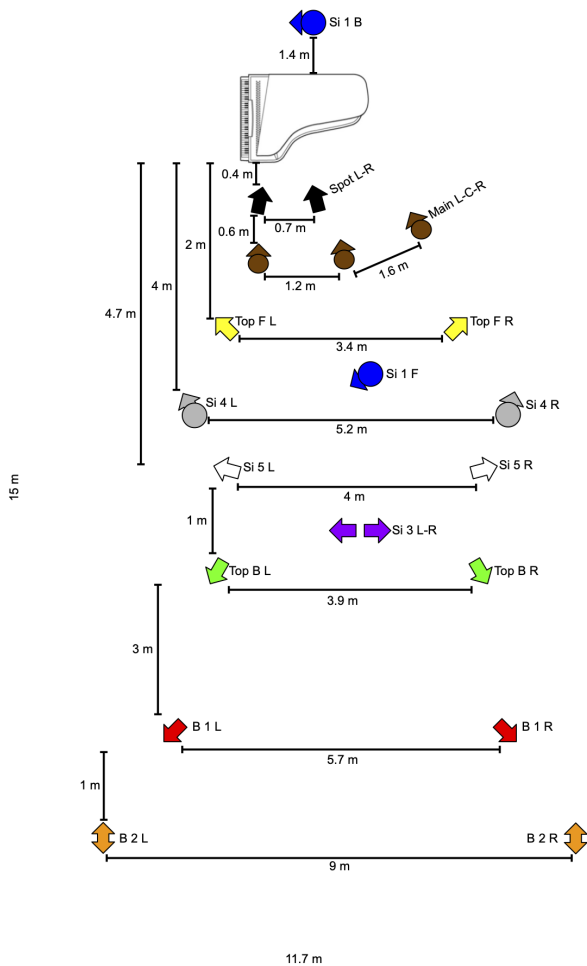 Si 1 B
1.4 m
0.4 m
Spot L-R
Main L-C-R
0.6 m
0.7 m
2 m
1.6 m
1.2 m
4 m
4.7 m
Top F L
Top F R
3.4 m
Si 1 F
Si 4 L
Si 4 R
5.2 m
Si 5 L
Si 5 R
15 m
4 m
1 m
Si 3 L-R
Top B L
Top B R
3.9 m
3 m
B 1 L
B 1 R
5.7 m
1 m
B 2 L
B 2 R
9 m
11.7 m